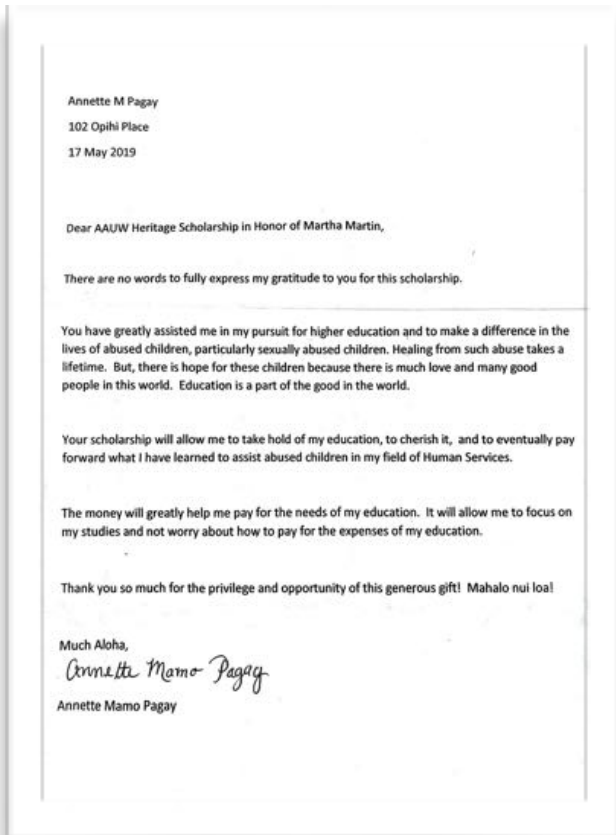 Annette M Pagay
102 Opihi Place
17 May 2019
Dear AAUW Heritage Scholarship in Honor of Martha Martin,
There are no words to fully express my gratitude to you for this scholarship.
You have greatly assisted me in my pursuit for higher education and to make a difference in the
lives of abused children, particularly sexually abused children. Healing from such abuse takes a
lifetime.  But, there is hope for these children because there is much love and many good
people in this world.  Education is a part of the good in the world.
Your scholarship will allow me to take hold of my education, to cherish it,  and to eventually pay
forward what I have learned to assist abused children in my field of Human Services.
The money will greatly help me pay for the needs of my education.  It will allow me to focus on
my studies and not worry about how to pay for the expenses of my education.
Thank you so much for the privilege and opportunity of this generous gift!  Mahalo nui loa!
Much Aloha,
Annette Mamo Pagay
Annette Mamo Pagay